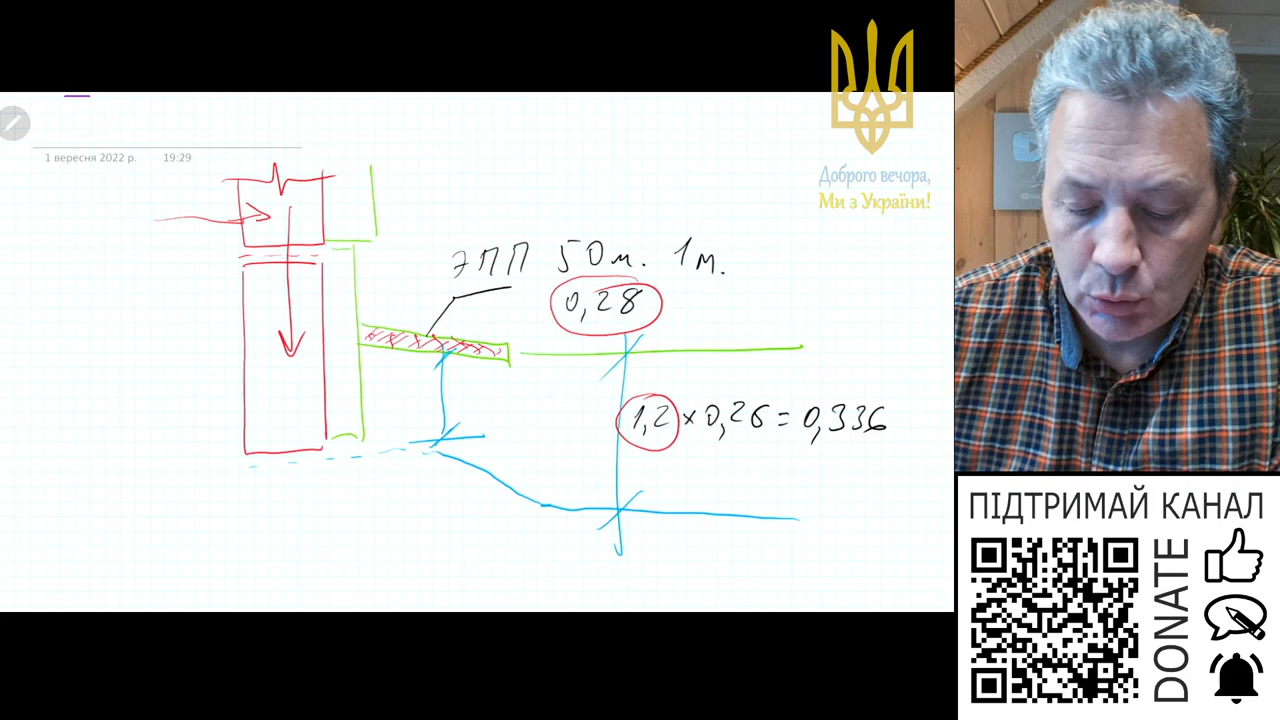 1 вересня 2022 р. 19:29
Доброго вечора,
Ми з України!
ЭПП 50м. 1м.
0,28
1,2 × 0,26 = 0,336
ПІДТРИМАЙ КАНАЛ
DONATE